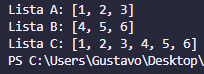 Lista A: [1, 2, 3]
Lista B: [4, 5, 6]
Lista C: [1, 2, 3, 4, 5, 6]
PS C:\Users\Gustavo\Desktop\